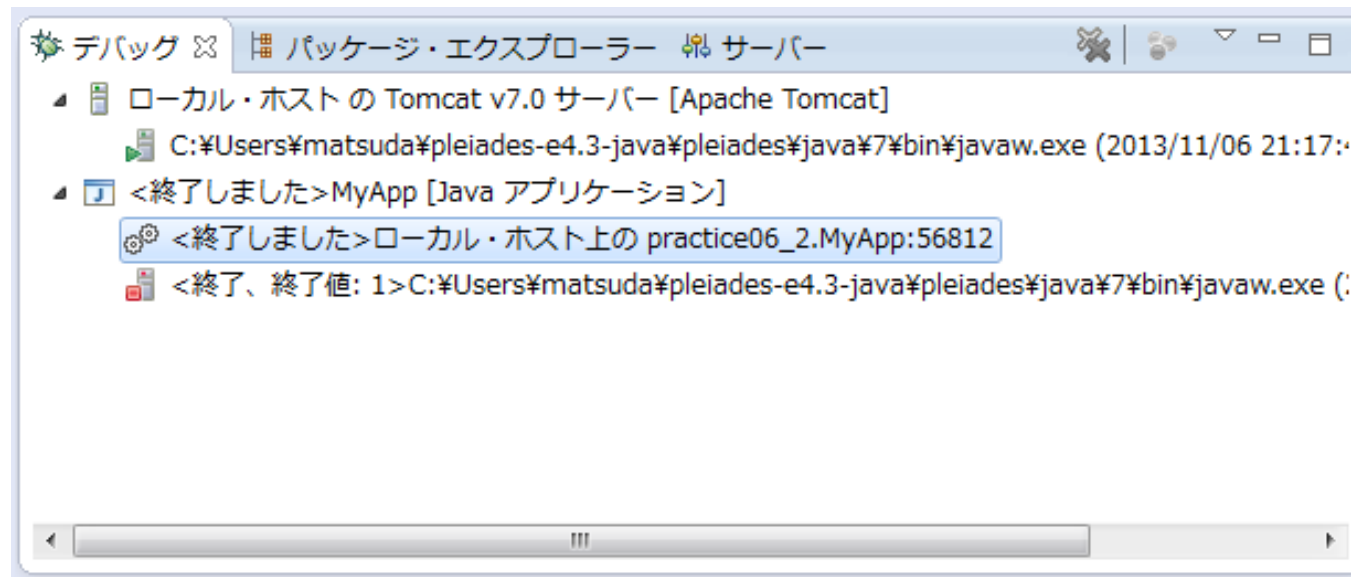 デバッグ パッケージ・エクスプローラー サーバー
ローカル・ホスト の Tomcat v7.0 サーバー [Apache Tomcat]
C:¥Users¥matsuda¥pleiades-e4.3-java¥pleiades¥java¥7¥bin¥javaw.exe (2013/11/06 21:17:
<終了しました>MyApp [Java アプリケーション]
<終了しました>ローカル・ホスト上の practice06_2.MyApp:56812
<終了、終了値: 1>C:¥Users¥matsuda¥pleiades-e4.3-java¥pleiades¥java¥7¥bin¥javaw.exe (